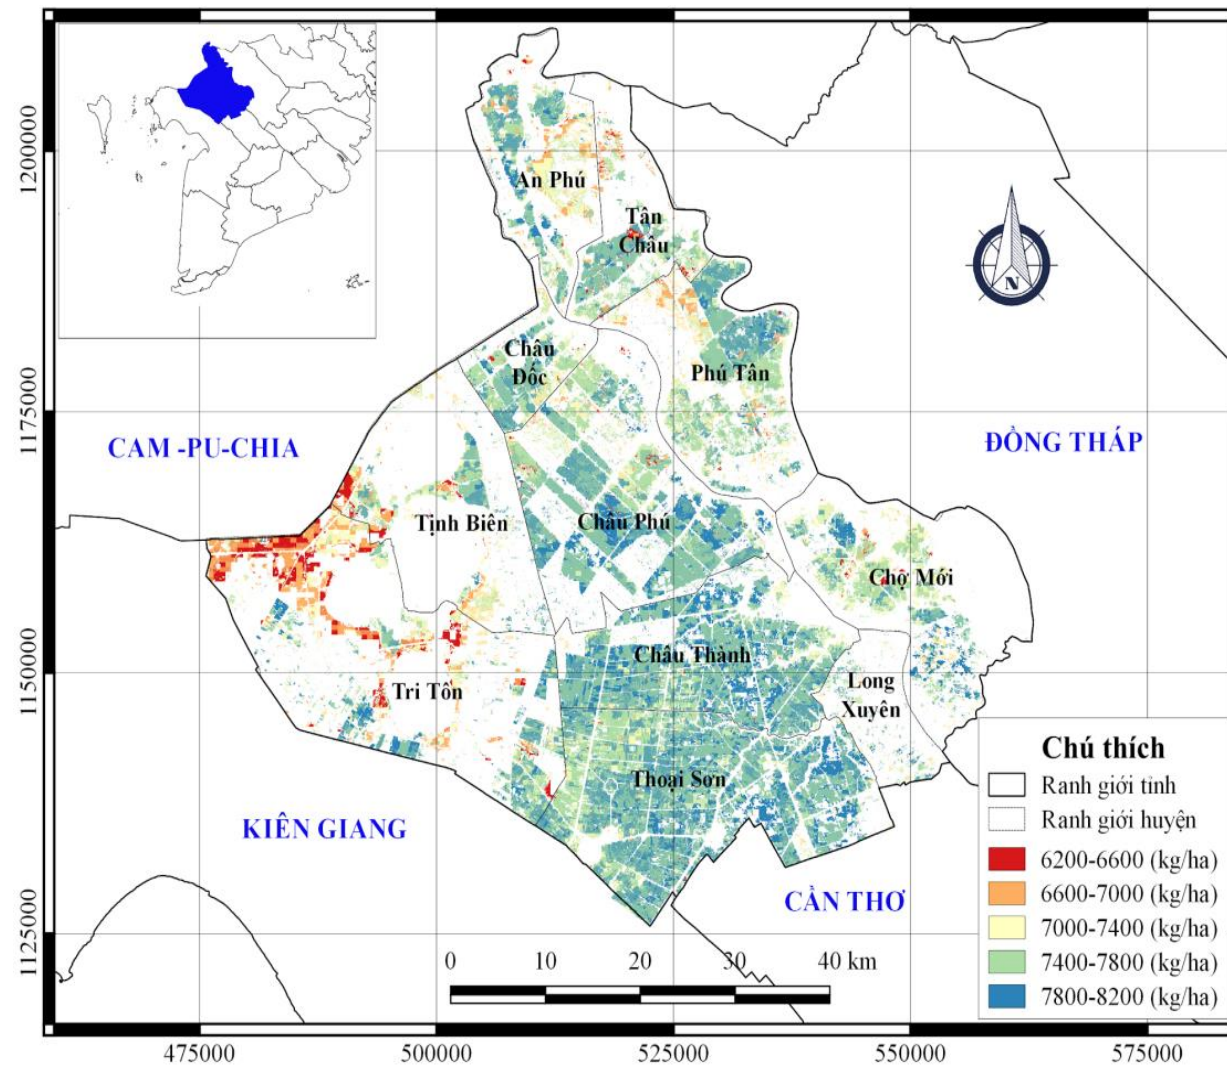 1200000
1175000
1150000
1125000
An Phú
Tân
Châu
N
Châu
Đốc
Phú Tân
CAM -PU-CHIA
ĐỒNG THÁP
Tịnh Biên
Châu Phú
Chợ Mới
Châu Thành
Tri Tôn
Long
Xuyên
Thoại Sơn
KIÊN GIANG
CẦN THƠ
Chú thích
Ranh giới tỉnh
Ranh giới huyện
6200-6600 (kg/ha)
6600-7000 (kg/ha)
7000-7400 (kg/ha)
7400-7800 (kg/ha)
7800-8200 (kg/ha)
0 10 20 30 40 km
475000 500000 525000 550000 575000